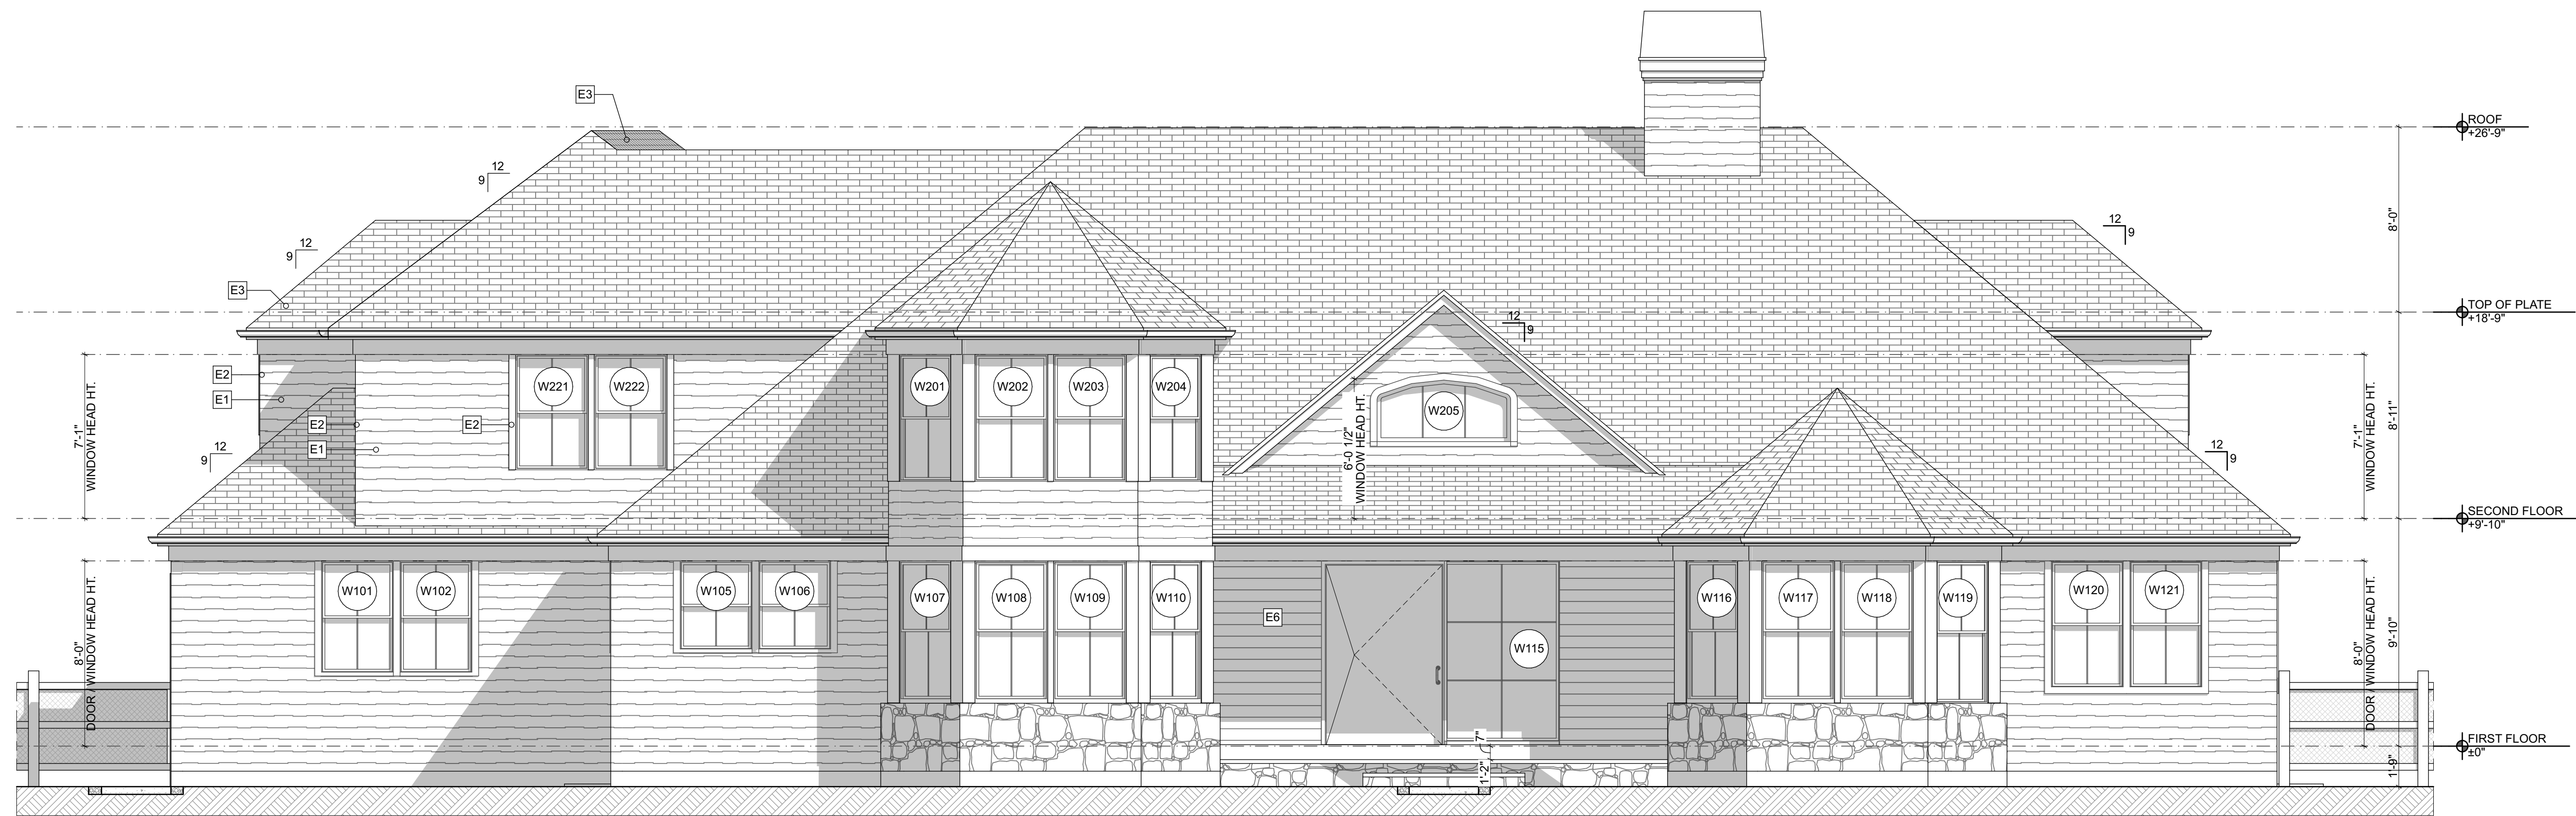 E3
ROOF
+26'-9"
12
9
12
9
12
9
8'-0"
E3
TOP OF PLATE
+18'-9"
12
9
E2
W221
W222
W201
W202
W203
W204
E1
W205
E2
E2
E1
7'-1"
WINDOW HEAD HT.
6'-0 1/2"
WINDOW HEAD HT.
7'-1"
WINDOW HEAD HT.
8'-11"
12
9
12
9
SECOND FLOOR
+9'-10"
W101
W102
W105
W106
W107
W108
W109
W110
E6
W115
W116
W117
W118
W119
W120
W121
8'-0"
DOOR / WINDOW HEAD HT.
8'-0"
DOOR / WINDOW HEAD HT.
9'-10"
7"
1'-2"
FIRST FLOOR
±0"
1'-9"